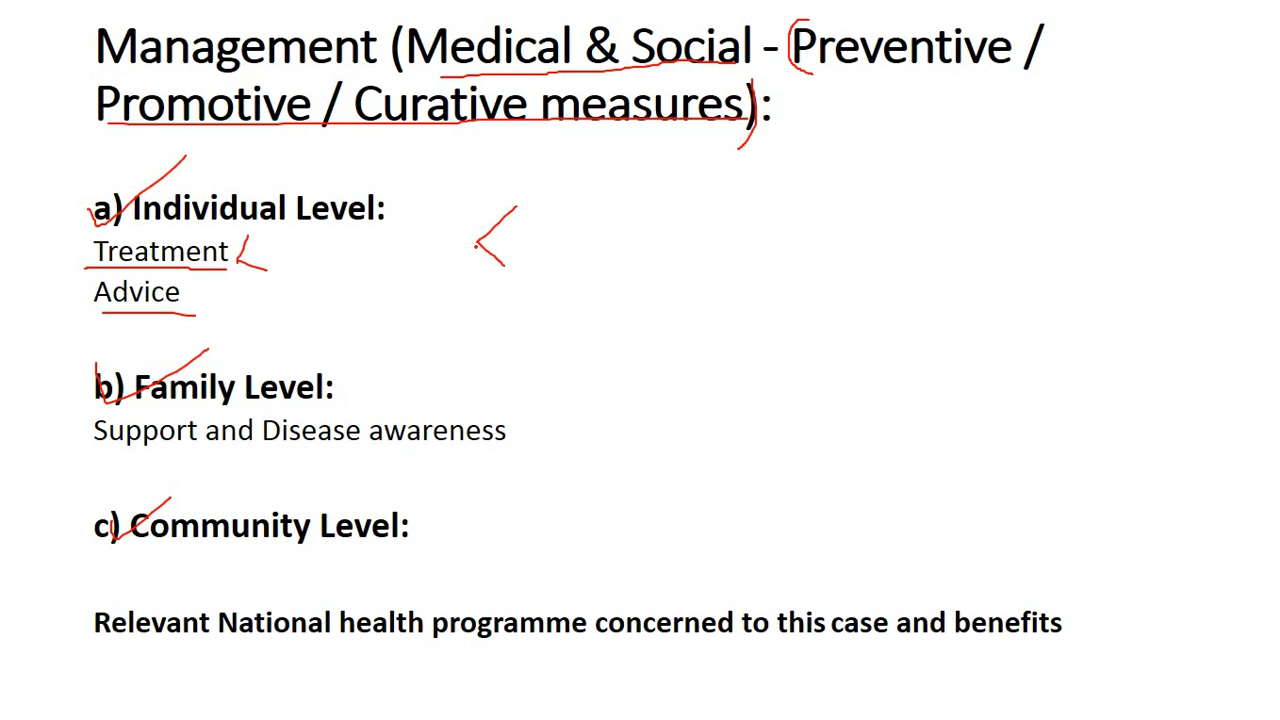 Management (Medical & Social - Preventive /
Promotive / Curative measures):
a) Individual Level:
Treatment
Advice
b) Family Level:
Support and Disease awareness
c) Community Level:
Relevant National health programme concerned to this case and benefits